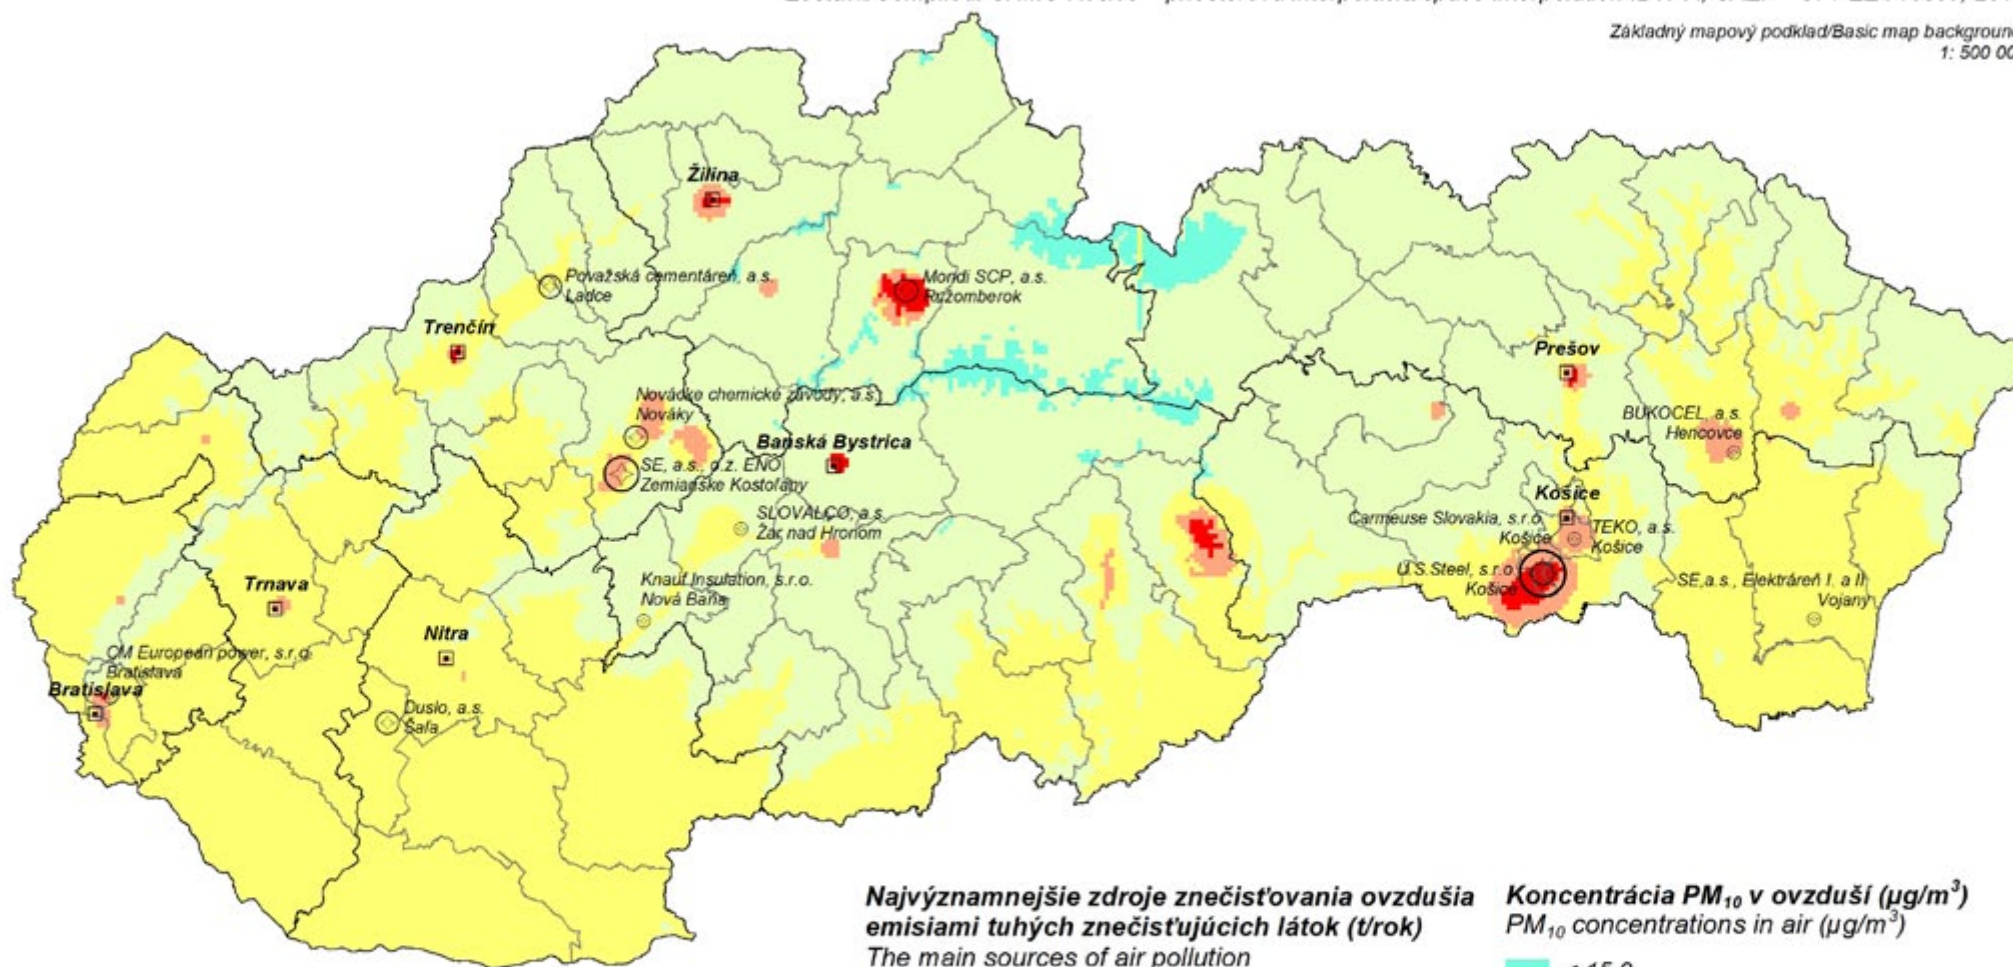 Základný mapový podklad/Basic map background
1: 500 00
Žilina
Považská cementáreň, a.s.
Ladce
Mondi SCP, a.s.
Ružomberok
Trenčín
Prešov
Novácke chemické závody, a.s.
Nováky
BUKOCEL, a.s.
Hencovce
Banská Bystrica
SE, a.s., o.z. ENO
Zemianske Kostoľany
SLOVALCO, a.s.
Žiar nad Hronom
Košice
Carmeuse Slovakia, s.r.o.
Košice
TEKO, a.s.
Košice
Knauf Insulation, s.r.o.
Nová Baňa
U.S.Steel, s.r.o.
Košice
SE,a.s., Elektráreň I. a II.
Vojany
Trnava
Nitra
CM European power, s.r.o.
Bratislava
Bratislava
Duslo, a.s.
Šaľa
Najvýznamnejšie zdroje znečisťovania ovzdušia
emisiami tuhých znečisťujúcich látok (t/rok)
The main sources of air pollution
Koncentrácia PM₁₀ v ovzduší (µg/m³)
PM₁₀ concentrations in air (µg/m³)